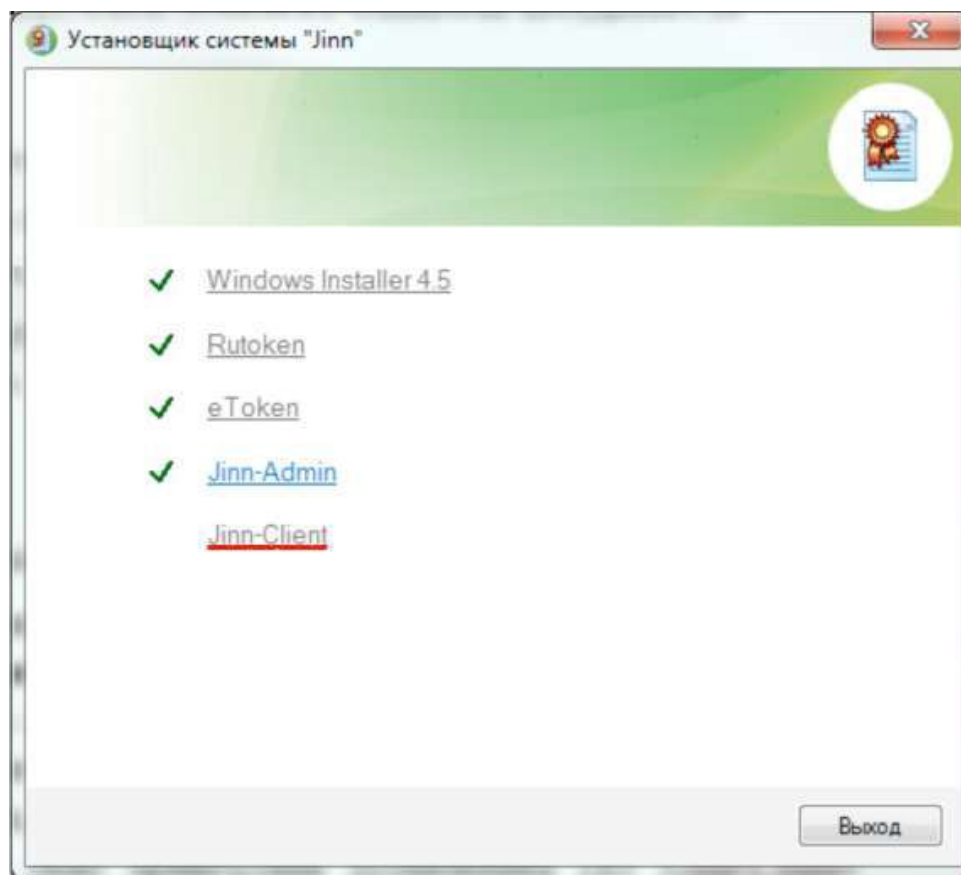 Установщик системы "Jinn"
Windows Installer 4.5
Rutoken
eToken
Jinn-Admin
Jinn-Client
Выход